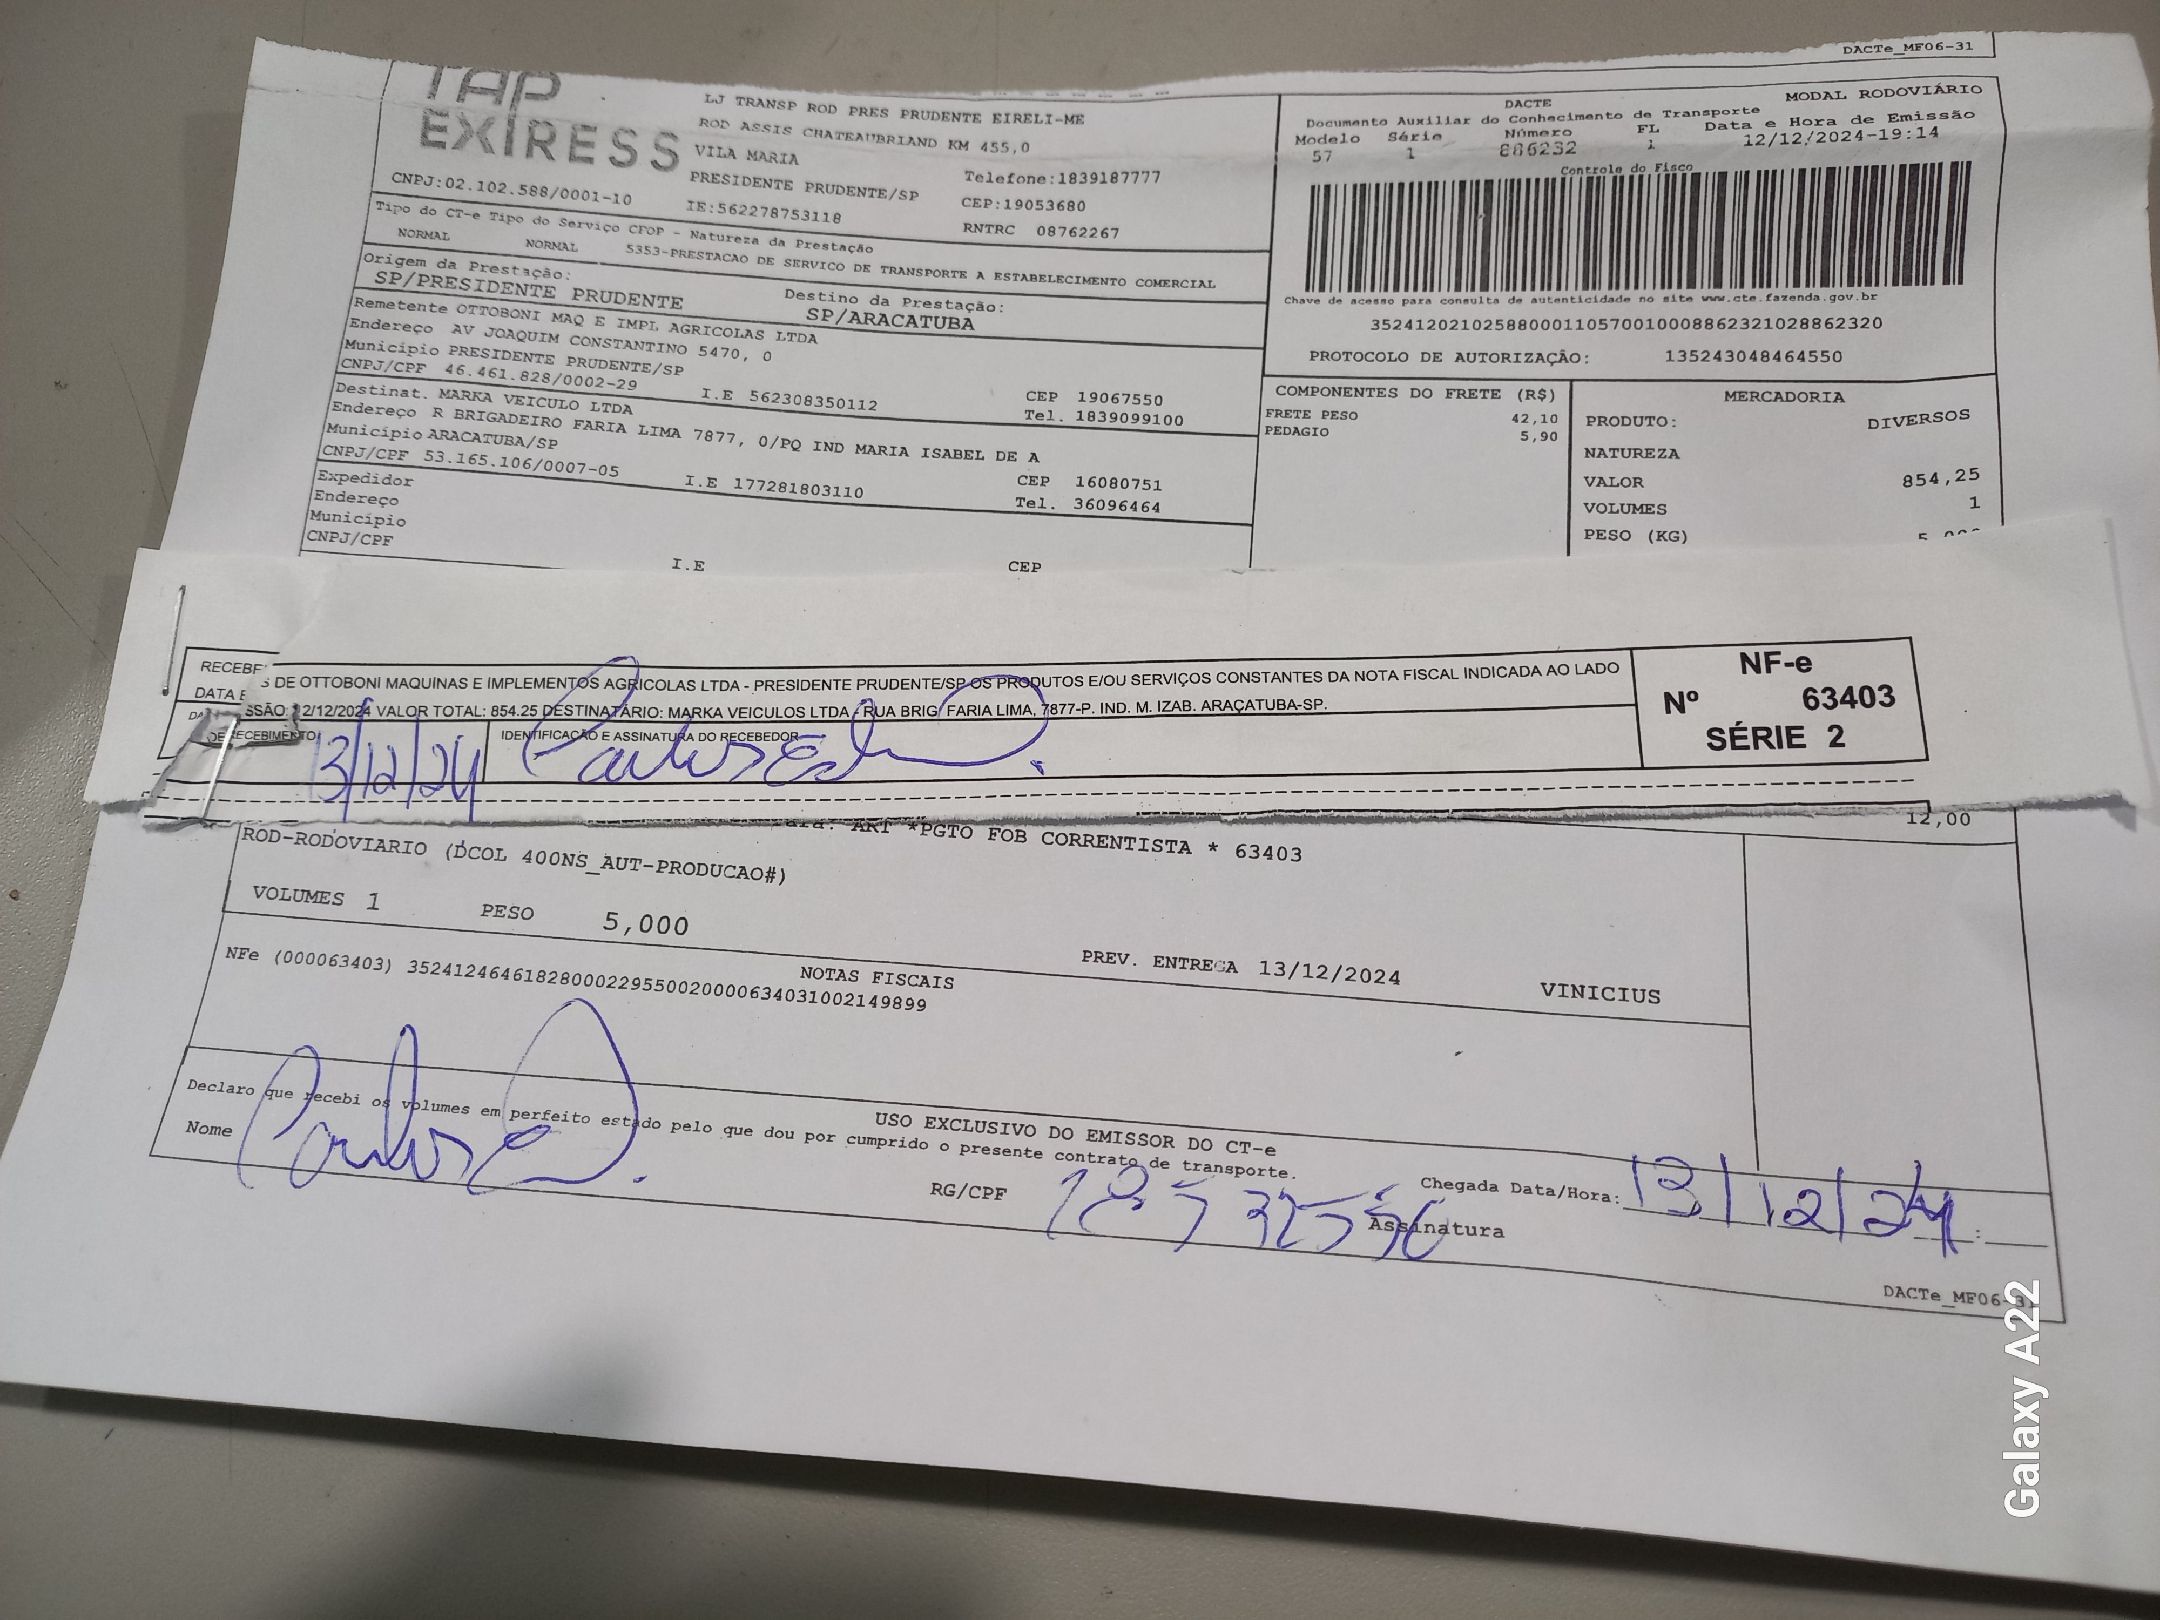 DACTe_MF06-31
TAP
EXIRESS
LJ TRANSP ROD PRES PRUDENTE EIRELI-ME
ROD ASSIS CHATEAUBRIAND KM 455,0
VILA MARIA
PRESIDENTE PRUDENTE/SP
Telefone:1839187777
CNPJ:02.102.588/0001-10
IE:562278753118
CEP:19053680
RNTRC 08762267
DACTE
MODAL RODOVIÁRIO
Documento Auxiliar do Conhecimento de Transporte
Modelo Série Número FL Data e Hora de Emissão
57 1 886232 1 12/12/2024-19:14
Controle do Fisco
Chave de acesso para consulta de autenticidade no site www.cte.fazenda.gov.br
35241202102588000110570010008862321028862320
PROTOCOLO DE AUTORIZAÇÃO: 135243048464550
Tipo do CT-e Tipo do Serviço CFOP - Natureza da Prestação
NORMAL NORMAL 5353-PRESTACAO DE SERVICO DE TRANSPORTE A ESTABELECIMENTO COMERCIAL
Origem da Prestação:
SP/PRESIDENTE PRUDENTE
Destino da Prestação:
SP/ARACATUBA
Remetente OTTOBONI MAQ E IMPL AGRICOLAS LTDA
Endereço AV JOAQUIM CONSTANTINO 5470, 0
Município PRESIDENTE PRUDENTE/SP
CEP 19067550
CNPJ/CPF 46.461.828/0002-29 I.E 562308350112 Tel. 1839099100
Destinat. MARKA VEICULO LTDA
Endereço R BRIGADEIRO FARIA LIMA 7877, 0/PQ IND MARIA ISABEL DE A
Município ARACATUBA/SP
CEP 16080751
CNPJ/CPF 53.165.106/0007-05 I.E 177281803110 Tel. 36096464
Expedidor
Endereço
Município
CNPJ/CPF
I.E CEP
COMPONENTES DO FRETE (R$)
FRETE PESO 42,10
PEDAGIO 5,90
MERCADORIA
PRODUTO: DIVERSOS
NATUREZA
VALOR 854,25
VOLUMES 1
PESO (KG)
RECEBE
S DE OTTOBONI MAQUINAS E IMPLEMENTOS AGRICOLAS LTDA - PRESIDENTE PRUDENTE/SP OS PRODUTOS E/OU SERVIÇOS CONSTANTES DA NOTA FISCAL INDICADA AO LADO
DATA E
SSÃO: 12/12/2024 VALOR TOTAL: 854.25 DESTINATÁRIO: MARKA VEICULOS LTDA - RUA BRIG. FARIA LIMA, 7877-P. IND. M. IZAB. ARAÇATUBA-SP.
DA
DE RECEBIMENTO
13/12/24
IDENTIFICAÇÃO E ASSINATURA DO RECEBEDOR
NF-e
Nº 63403
SÉRIE 2
12,00
ART *PGTO FOB CORRENTISTA * 63403
ROD-RODOVIARIO (DCOL 400NS_AUT-PRODUCAO#)
VOLUMES 1 PESO 5,000
PREV. ENTREGA 13/12/2024 VINICIUS
NOTAS FISCAIS
NFe (000063403) 35241246461828000229550020000634031002149899
USO EXCLUSIVO DO EMISSOR DO CT-e
Declaro que recebi os volumes em perfeito estado pelo que dou por cumprido o presente contrato de transporte.
Nome
RG/CPF
Chegada Data/Hora: 13/12/24 :
Assinatura
DACTe_MF06-31
Galaxy A22